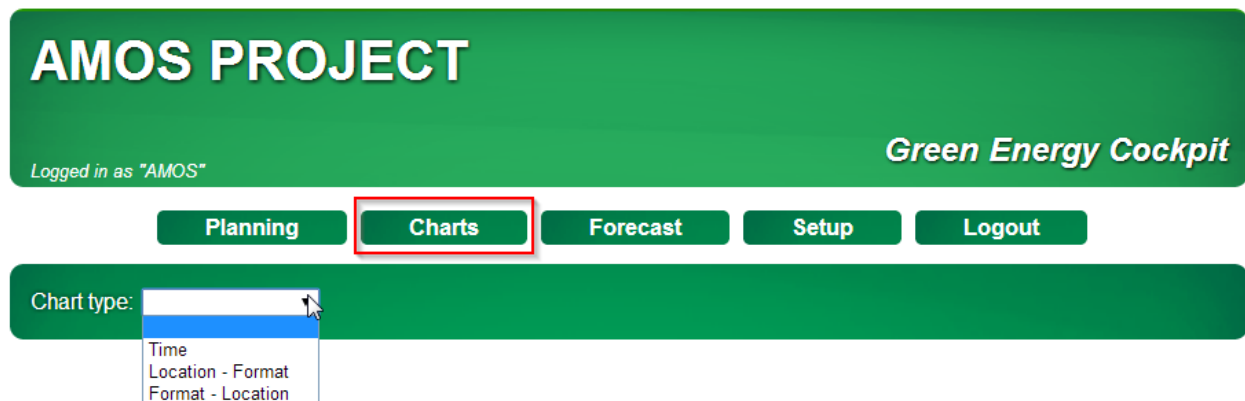 AMOS PROJECT
Green Energy Cockpit
Logged in as "AMOS"
Planning Charts Forecast Setup Logout
Chart type:
Time
Location - Format
Format - Location